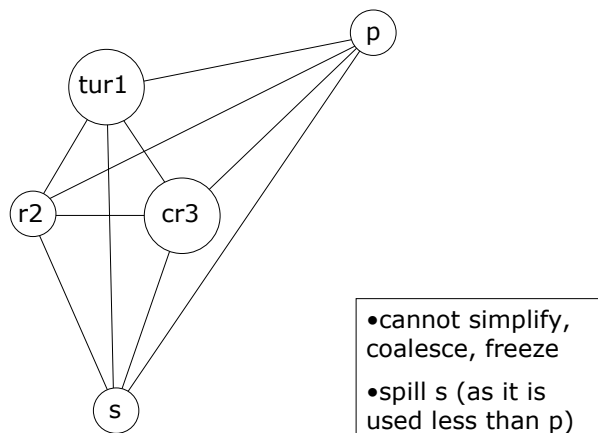 p
tur1
r2
cr3
s
•cannot simplify,
coalesce, freeze
•spill s (as it is
used less than p)